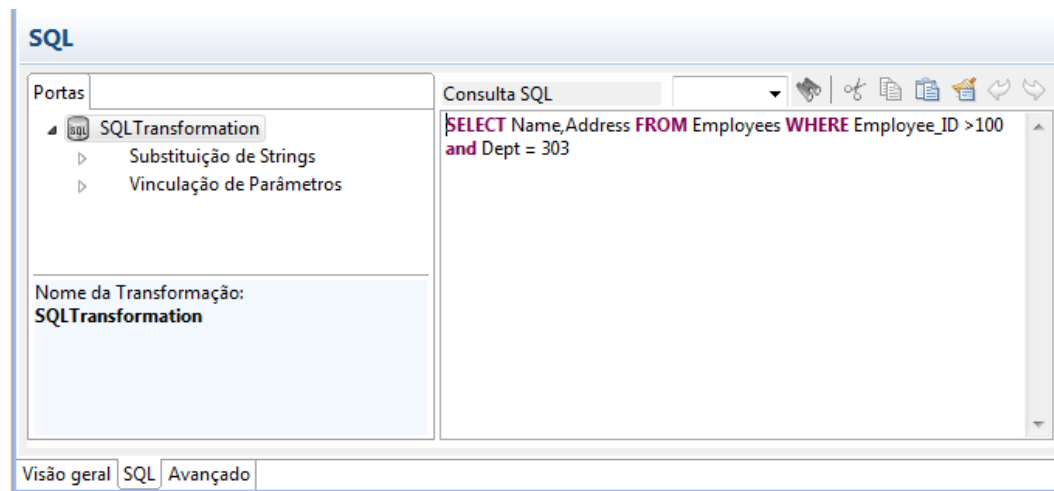 SQL
Portas
SQLTransformation
Substituição de Strings
Vinculação de Parâmetros
Nome da Transformação:
SQLTransformation
Consulta SQL
SELECT Name,Address FROM Employees WHERE Employee_ID >100
and Dept = 303
Visão geral SQL Avançado